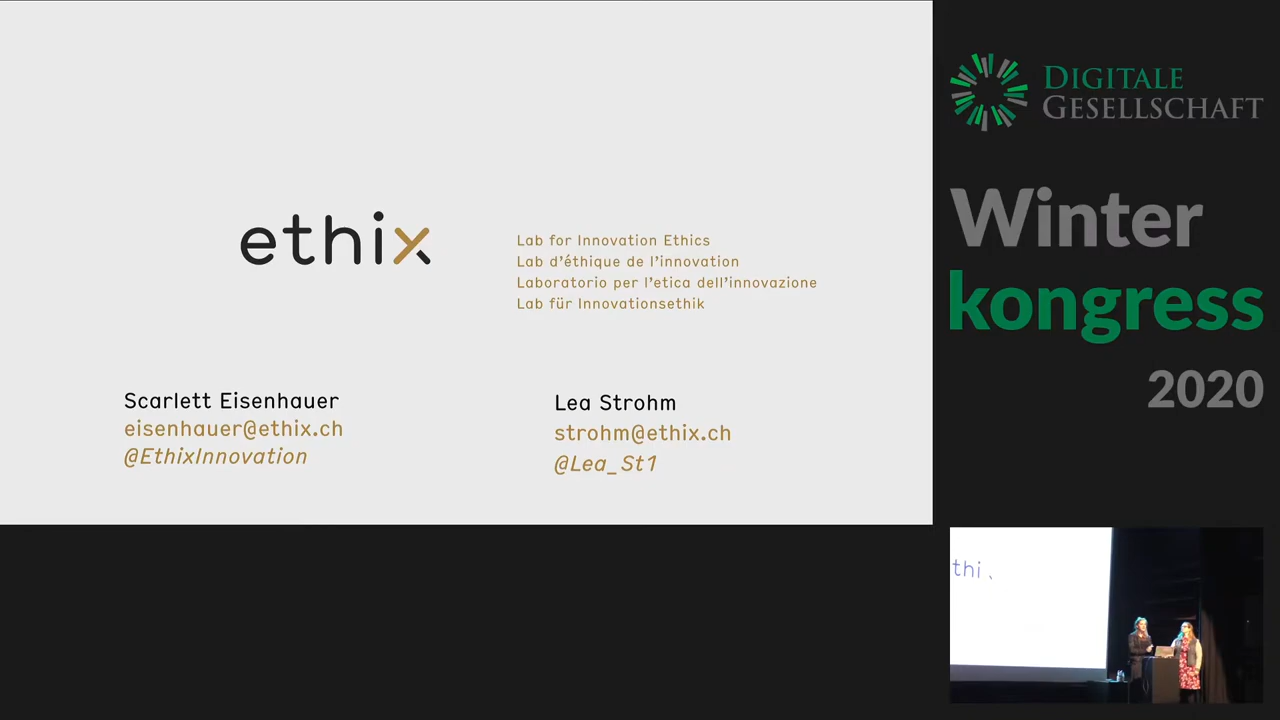 ethix
Lab for Innovation Ethics
Lab d'éthique de l'innovation
Laboratorio per l'etica dell'innovazione
Lab für Innovationsethik
Scarlett Eisenhauer
eisenhauer@ethix.ch
@EthixInnovation
Lea Strohm
strohm@ethix.ch
@Lea_St1
DIGITALE
GESELLSCHAFT
Winter
kongress
2020
thi